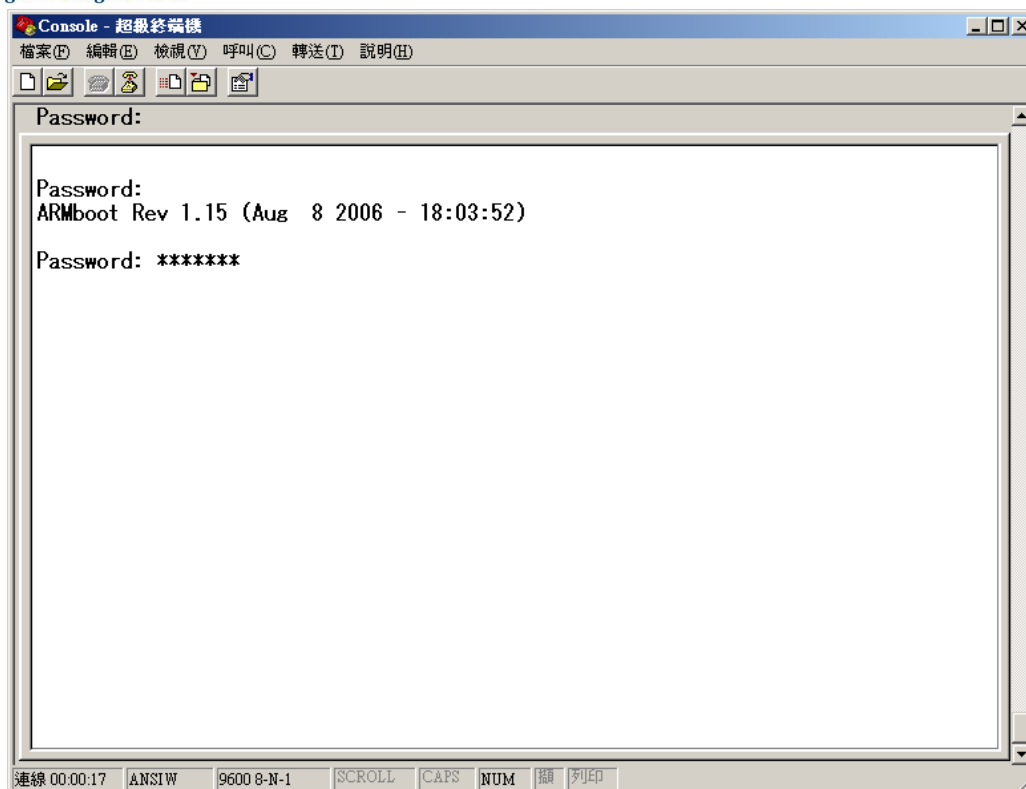 Console - 超級終端機
檔案(F) 編輯(E) 檢視(V) 呼叫(C) 轉送(T) 說明(H)
Password:
Password:
ARMboot Rev 1.15 (Aug  8 2006 - 18:03:52)
Password: *******
連線 00:00:17 ANSIW 9600 8-N-1 SCROLL CAPS NUM 擷 列印